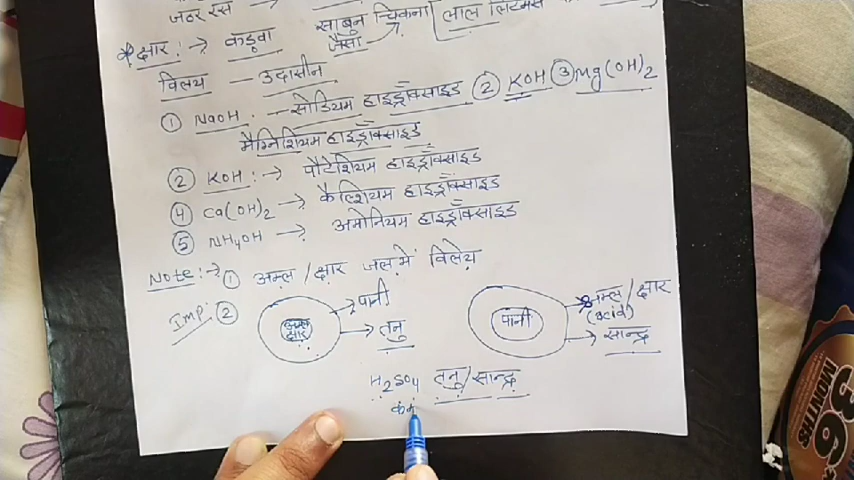 जठर रस साबुन चिकना लाल लिटमस
जैसा
* क्षार :→ कड़वा
विलय — उदासीन
① NaOH — सोडियम हाइड्रॉक्साइड ② KOH ③ Mg(OH)2
मैग्निशियम हाइड्रॉक्साइड
② KOH :→ पोटेशियम हाइड्रॉक्साइड
④ Ca(OH)2 → कैल्शियम हाइड्रॉक्साइड
⑤ NH4OH → अमोनियम हाइड्रॉक्साइड
Note :→ ① अम्ल / क्षार जल में विलेय
Imp: ②
अम्ल
क्षार
पानी
तनु
पानी
अम्ल / क्षार
(acid)
सान्द्र
H2SO4 तनु / सान्द्र
MONTHS
36